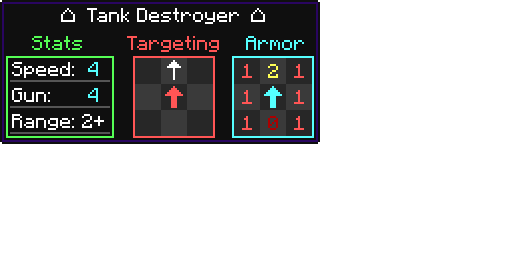 Tank Destroyer
Stats Targeting Armor
Speed: 4
Gun: 4
Range: 2+
1 2 1
1 1
1 0 1